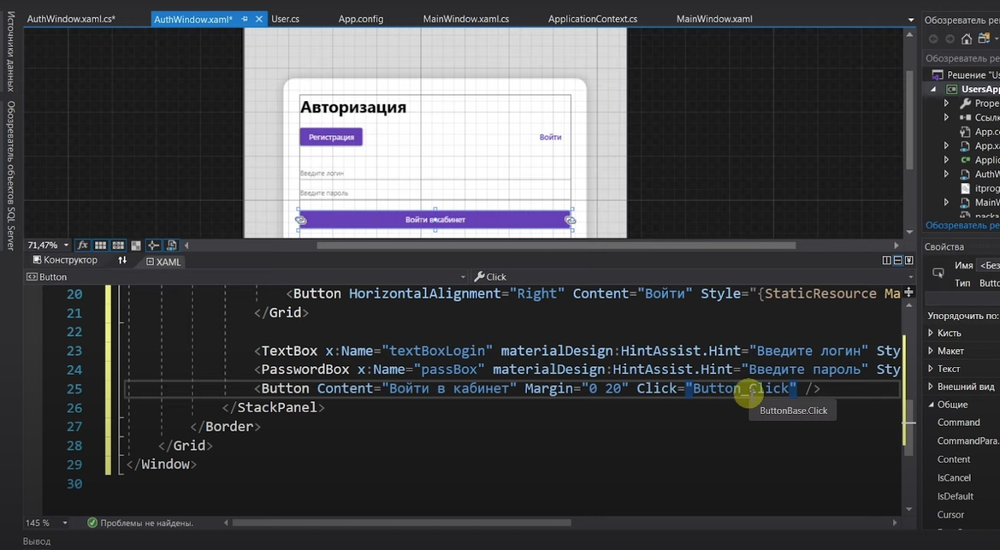 AuthWindow.xaml.cs*
AuthWindow.xaml*
User.cs
App.config
MainWindow.xaml.cs
ApplicationContext.cs
MainWindow.xaml
Источники данных
Обозреватель объектов SQL Server
Авторизация
Регистрация
Войти
Введите логин
Введите пароль
Войти в кабинет
71,47%
fx
Конструктор
XAML
Button
Click
20 <Button HorizontalAlignment="Right" Content="Войти" Style="{StaticResource Ma
21 </Grid>
22
23 <TextBox x:Name="textBoxLogin" materialDesign:HintAssist.Hint="Введите логин" Sty
24 <PasswordBox x:Name="passBox" materialDesign:HintAssist.Hint="Введите пароль" Sty
25 <Button Content="Войти в кабинет" Margin="0 20" Click="Button_Click" />
ButtonBase.Click
26 </StackPanel>
27 </Border>
28 </Grid>
29 </Window>
30
145 %
Проблемы не найдены.
Вывод
Обозреватель ре
Обозреватель ре
Решение "Us
C# UsersApp
Prope
Ссылк
App.co
App.xa
C# Applic
AuthW
itprog
MainW
Обозреватель ре
Свойства
Имя <Без
Тип Butto
Упорядочить по:
Кисть
Макет
Текст
Внешний вид
Общие
Command
CommandPara.
Content
IsCancel
IsDefault
Cursor